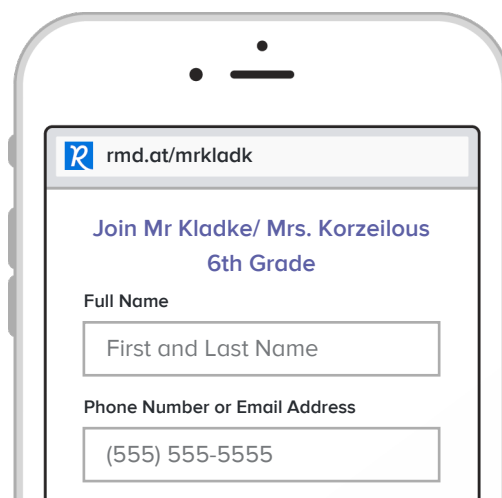 rmd.at/mrkladk
Join Mr Kladke/ Mrs. Korzeilous
6th Grade
Full Name
First and Last Name
Phone Number or Email Address
(555) 555-5555